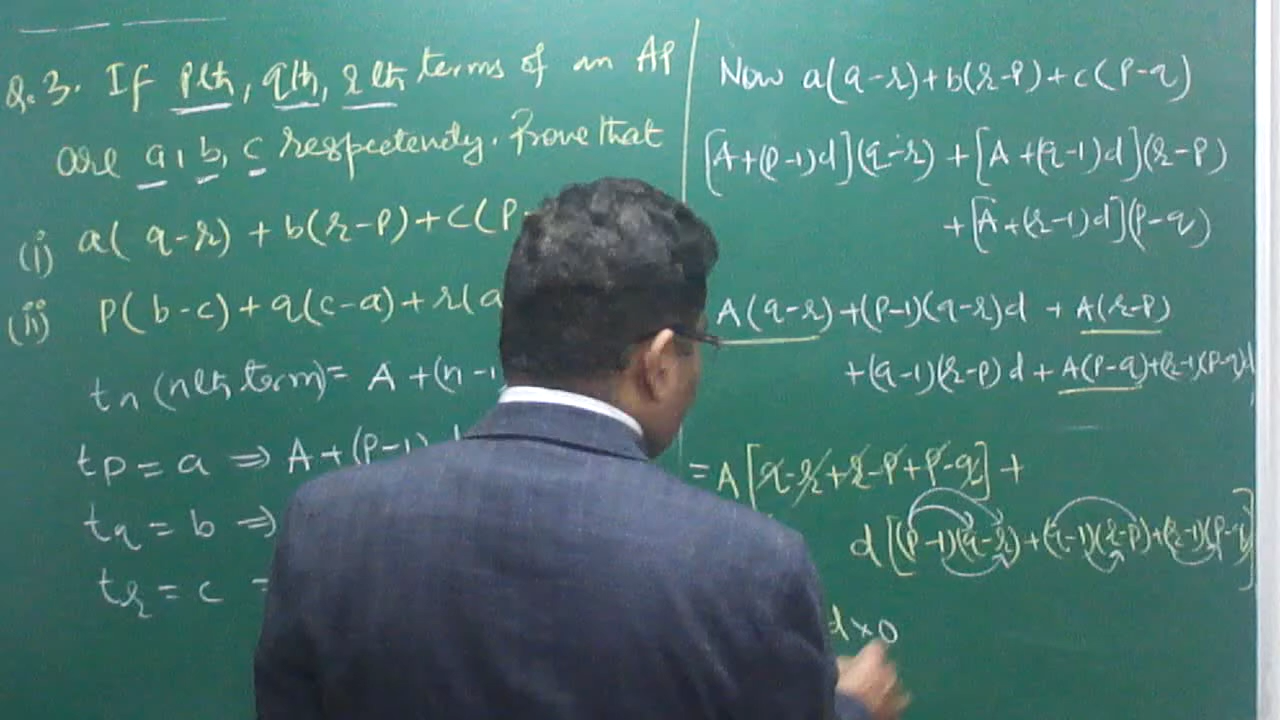 Q.3. If pth, qth, rth terms of an AP
are a, b, c respectendy. Prove that
(i) a(q-r) + b(r-p) + c(p-
(ii) p(b-c) + q(c-a) + r(a
tn (nth term) = A + (n-1
tp = a ⇒ A + (p-1)
tq = b ⇒
tr = c =
Now a(q-r)+b(r-p)+c(p-q)
[A+(p-1)d](q-r) + [A+(q-1)d](r-p)
+[A+(r-1)d](p-q)
A(q-r)+(p-1)(q-r)d + A(r-p)
+(q-1)(r-p)d + A(p-q)+(r-1)(p-q)d
=A[q-r+r-p+p-q] +
d[(p-1)(q-r)+(q-1)(r-p)+(r-1)(p-q)]
d×0